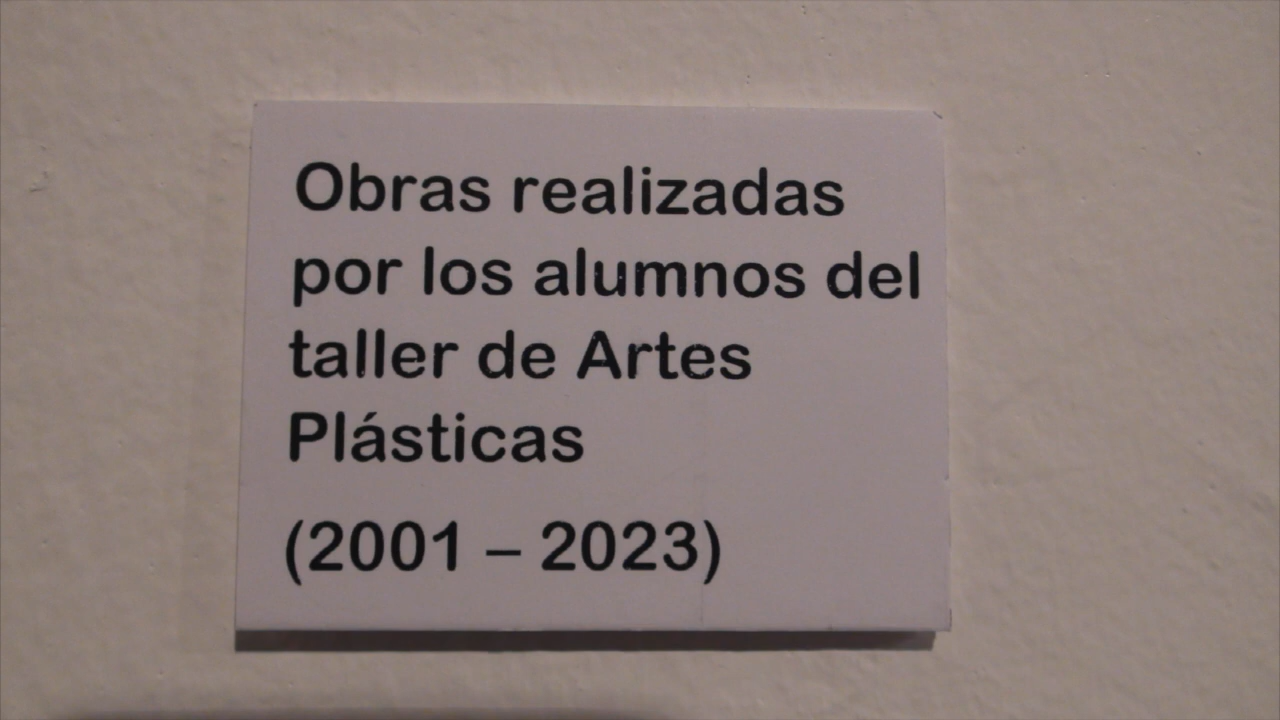 Obras realizadas
por los alumnos del
taller de Artes
Plásticas
(2001 – 2023)